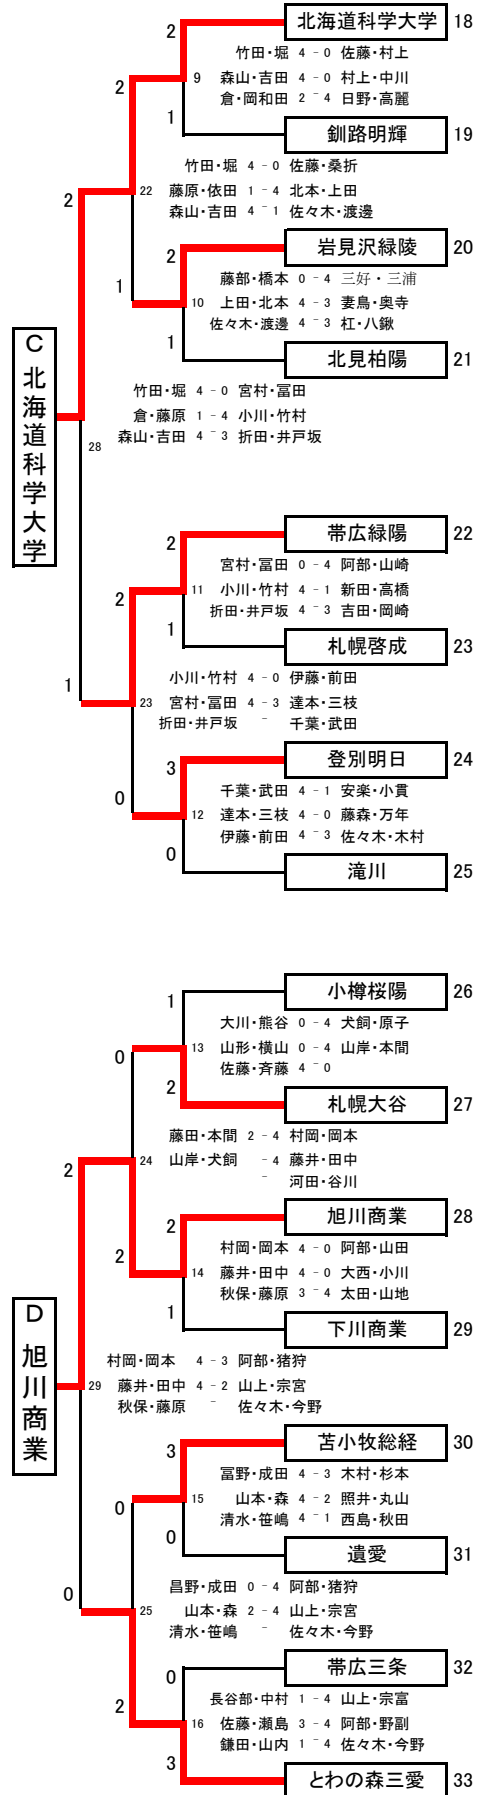 北海道科学大学 18
2
竹田・堀 4 - 0 佐藤・村上
9 森山・吉田 4 - 0 村上・中川
2
倉・岡和田 2 - 4 日野・高麗
1
釧路明輝 19
竹田・堀 4 - 0 佐藤・桑折
22 藤原・依田 1 - 4 北本・上田
2
森山・吉田 4 - 1 佐々木・渡邊
岩見沢緑陵 20
2
藤部・橋本 0 - 4 三好・三浦
1
10 上田・北本 4 - 3 妻鳥・奥寺
佐々木・渡邊 4 - 3 杠・八鍬
1
北見柏陽 21
C 北海道科学大学
竹田・堀 4 - 0 宮村・冨田
倉・藤原 1 - 4 小川・竹村
森山・吉田 4 - 3 折田・井戸坂
28
帯広緑陽 22
2
宮村・冨田 0 - 4 阿部・山崎
11 小川・竹村 4 - 1 新田・高橋
2
折田・井戸坂 4 - 3 吉田・岡崎
1
札幌啓成 23
小川・竹村 4 - 0 伊藤・前田
1
23 宮村・冨田 4 - 3 達本・三枝
折田・井戸坂 - 千葉・武田
登別明日 24
3
千葉・武田 4 - 1 安楽・小貫
0
12 達本・三枝 4 - 0 藤森・万年
伊藤・前田 4 - 3 佐々木・木村
0
滝川 25
小樽桜陽 26
1
大川・熊谷 0 - 4 犬飼・原子
13 山形・横山 0 - 4 山岸・本間
0
佐藤・斉藤 4 - 0
2
札幌大谷 27
藤田・本間 2 - 4 村岡・岡本
24 山岸・犬飼 - 4 藤井・田中
2
- 河田・谷川
旭川商業 28
2
村岡・岡本 4 - 0 阿部・山田
2
14 藤井・田中 4 - 0 大西・小川
秋保・藤原 3 - 4 太田・山地
1
下川商業 29
D 旭川商業
村岡・岡本 4 - 3 阿部・猪狩
29 藤井・田中 4 - 2 山上・宗宮
秋保・藤原 - 佐々木・今野
苫小牧総経 30
3
冨野・成田 4 - 3 木村・杉本
15 山本・森 4 - 2 照井・丸山
0
清水・笹嶋 4 - 1 西島・秋田
0
遺愛 31
昌野・成田 0 - 4 阿部・猪狩
0
25 山本・森 2 - 4 山上・宗宮
清水・笹嶋 - 佐々木・今野
帯広三条 32
0
長谷部・中村 1 - 4 山上・宗富
2
16 佐藤・瀬島 3 - 4 阿部・野副
鎌田・山内 1 - 4 佐々木・今野
3
とわの森三愛 33